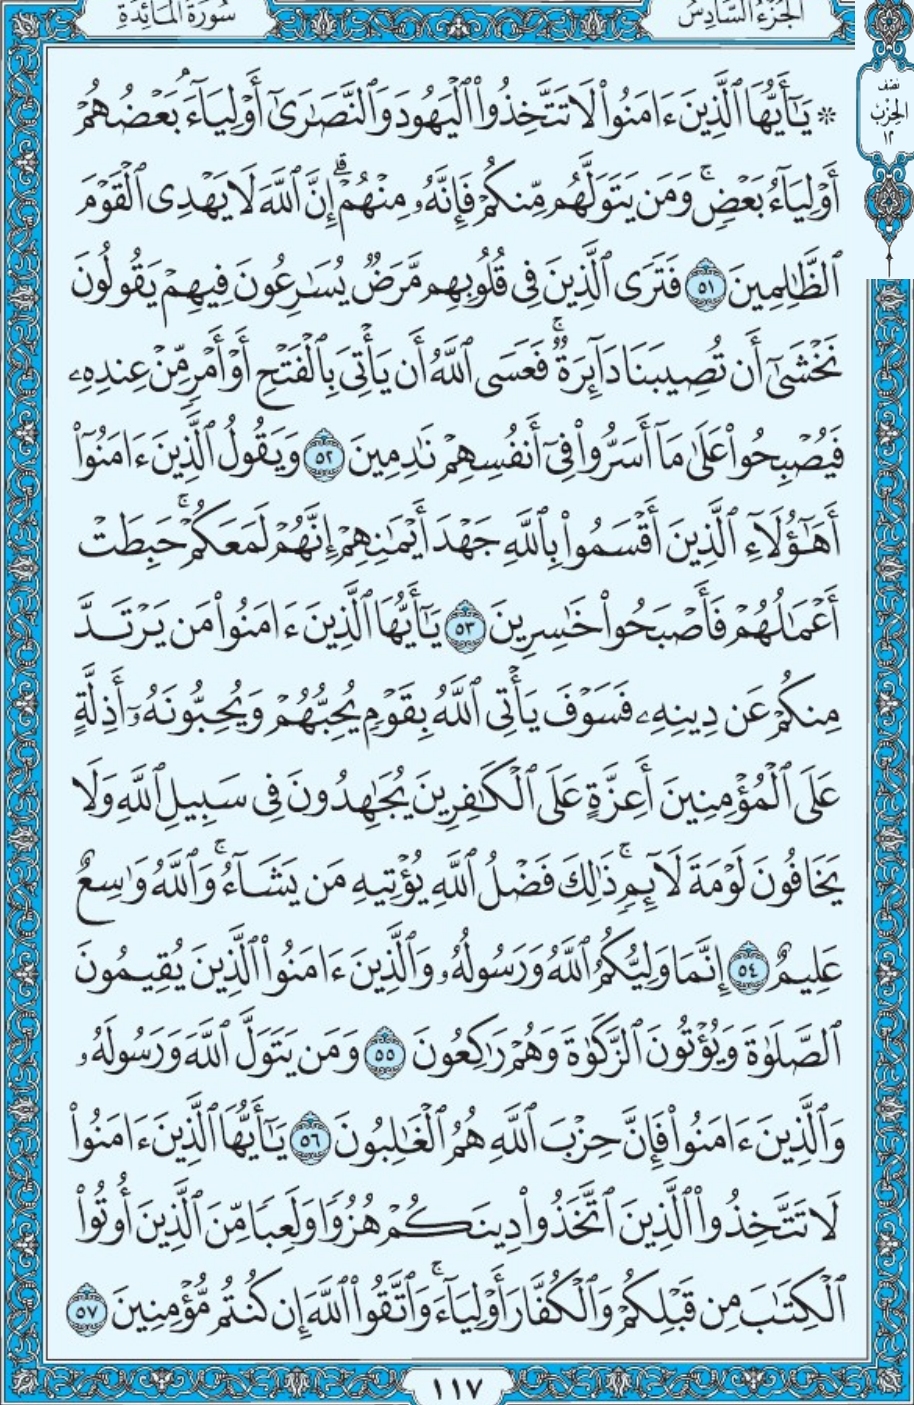 الجُزْءُ السَّادِسُ
سُورَةُ المَائِدَةِ
نصف
الحِزْب
١٢
۞ يَٰٓأَيُّهَا ٱلَّذِينَ ءَامَنُوا۟ لَا تَتَّخِذُوا۟ ٱلْيَهُودَ وَٱلنَّصَٰرَىٰٓ أَوْلِيَآءَۘ بَعْضُهُمْ
أَوْلِيَآءُ بَعْضٍۚ وَمَن يَتَوَلَّهُم مِّنكُمْ فَإِنَّهُۥ مِنْهُمْۗ إِنَّ ٱللَّهَ لَا يَهْدِى ٱلْقَوْمَ
ٱلظَّٰلِمِينَ ٥١ فَتَرَى ٱلَّذِينَ فِى قُلُوبِهِم مَّرَضٌ يُسَٰرِعُونَ فِيهِمْ يَقُولُونَ
نَخْشَىٰٓ أَن تُصِيبَنَا دَآئِرَةٌۚ فَعَسَى ٱللَّهُ أَن يَأْتِىَ بِٱلْفَتْحِ أَوْ أَمْرٍ مِّنْ عِندِهِۦ
فَيُصْبِحُوا۟ عَلَىٰ مَآ أَسَرُّوا۟ فِىٓ أَنفُسِهِمْ نَٰدِمِينَ ٥٢ وَيَقُولُ ٱلَّذِينَ ءَامَنُوٓا۟
أَهَٰٓؤُلَآءِ ٱلَّذِينَ أَقْسَمُوا۟ بِٱللَّهِ جَهْدَ أَيْمَٰنِهِمْ إِنَّهُمْ لَمَعَكُمْۚ حَبِطَتْ
أَعْمَٰلُهُمْ فَأَصْبَحُوا۟ خَٰسِرِينَ ٥٣ يَٰٓأَيُّهَا ٱلَّذِينَ ءَامَنُوا۟ مَن يَرْتَدَّ
مِنكُمْ عَن دِينِهِۦ فَسَوْفَ يَأْتِى ٱللَّهُ بِقَوْمٍ يُحِبُّهُمْ وَيُحِبُّونَهُۥٓ أَذِلَّةٍ
عَلَى ٱلْمُؤْمِنِينَ أَعِزَّةٍ عَلَى ٱلْكَٰفِرِينَ يُجَٰهِدُونَ فِى سَبِيلِ ٱللَّهِ وَلَا
يَخَافُونَ لَوْمَةَ لَآئِمٍۚ ذَٰلِكَ فَضْلُ ٱللَّهِ يُؤْتِيهِ مَن يَشَآءُۚ وَٱللَّهُ وَٰسِعٌ
عَلِيمٌ ٥٤ إِنَّمَا وَلِيُّكُمُ ٱللَّهُ وَرَسُولُهُۥ وَٱلَّذِينَ ءَامَنُوا۟ ٱلَّذِينَ يُقِيمُونَ
ٱلصَّلَوٰةَ وَيُؤْتُونَ ٱلزَّكَوٰةَ وَهُمْ رَٰكِعُونَ ٥٥ وَمَن يَتَوَلَّ ٱللَّهَ وَرَسُولَهُۥ
وَٱلَّذِينَ ءَامَنُوا۟ فَإِنَّ حِزْبَ ٱللَّهِ هُمُ ٱلْغَٰلِبُونَ ٥٦ يَٰٓأَيُّهَا ٱلَّذِينَ ءَامَنُوا۟
لَا تَتَّخِذُوا۟ ٱلَّذِينَ ٱتَّخَذُوا۟ دِينَكُمْ هُزُوًا وَلَعِبًا مِّنَ ٱلَّذِينَ أُوتُوا۟
ٱلْكِتَٰبَ مِن قَبْلِكُمْ وَٱلْكُفَّارَ أَوْلِيَآءَۚ وَٱتَّقُوا۟ ٱللَّهَ إِن كُنتُم مُّؤْمِنِينَ ٥٧
١١٧